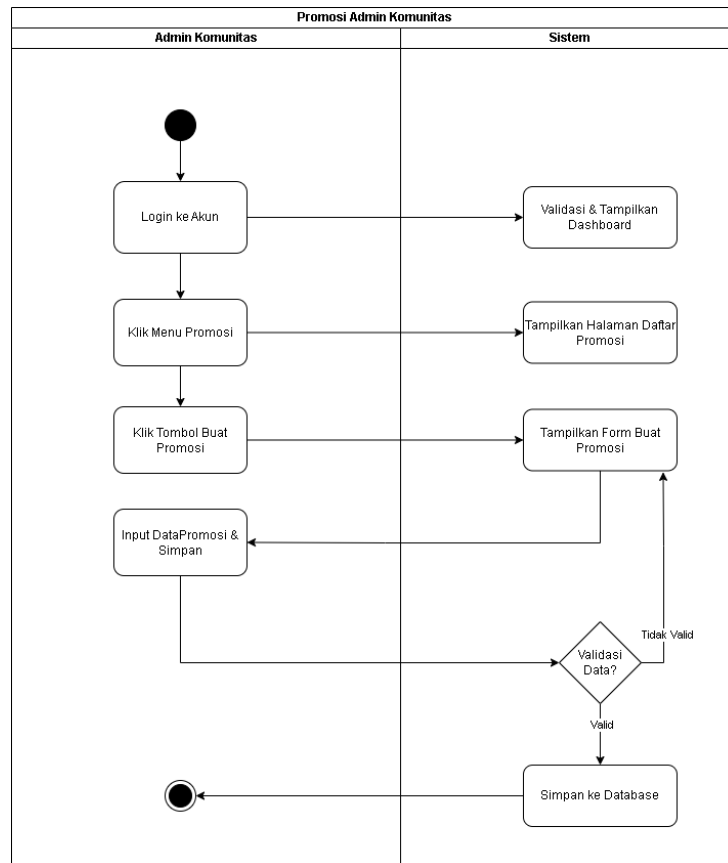 Promosi Admin Komunitas
Admin Komunitas
Sistem
Login ke Akun
Validasi & Tampilkan
Dashboard
Klik Menu Promosi
Tampilkan Halaman Daftar
Promosi
Klik Tombol Buat
Promosi
Tampilkan Form Buat
Promosi
Input DataPromosi &
Simpan
Validasi
Data?
Tidak Valid
Valid
Simpan ke Database